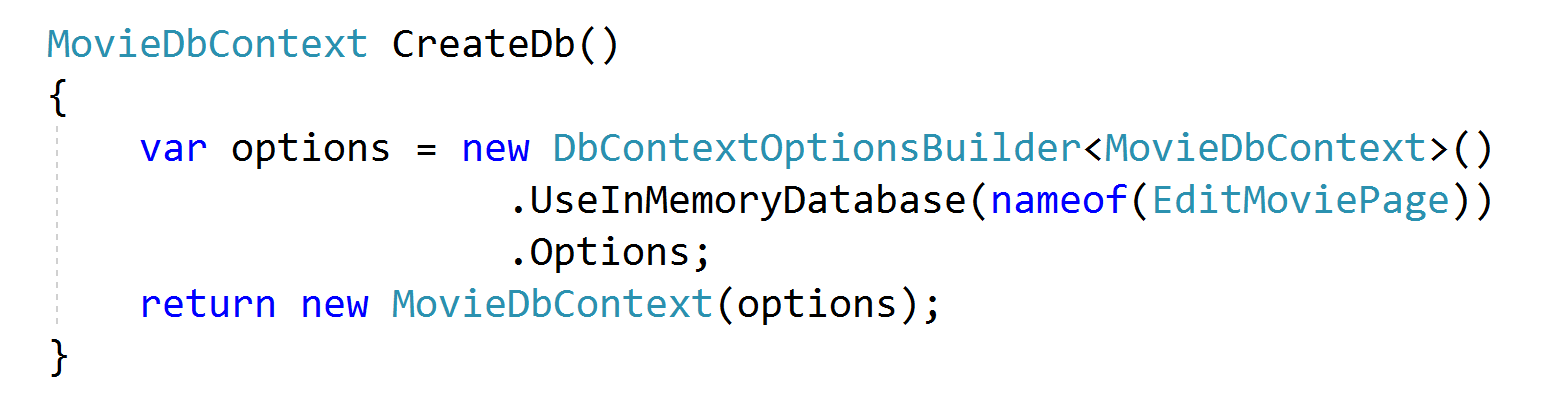 MovieDbContext CreateDb()
{
    var options = new DbContextOptionsBuilder<MovieDbContext>()
                    .UseInMemoryDatabase(nameof(EditMoviePage))
                    .Options;
    return new MovieDbContext(options);
}